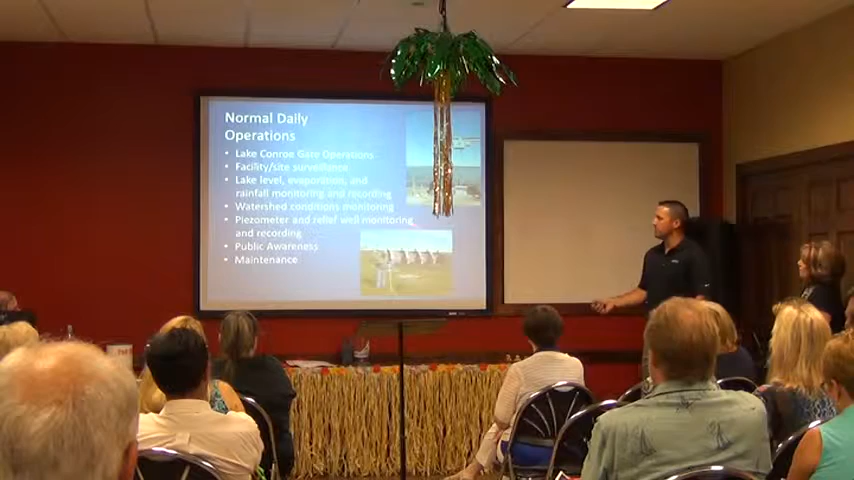 Normal Daily
Operations
• Lake Conroe Gate Operations
• Facility/site surveillance
• Lake level, evaporation, and
rainfall monitoring and recording
• Watershed conditions monitoring
• Piezometer and relief well monitoring
and recording
• Public Awareness
• Maintenance